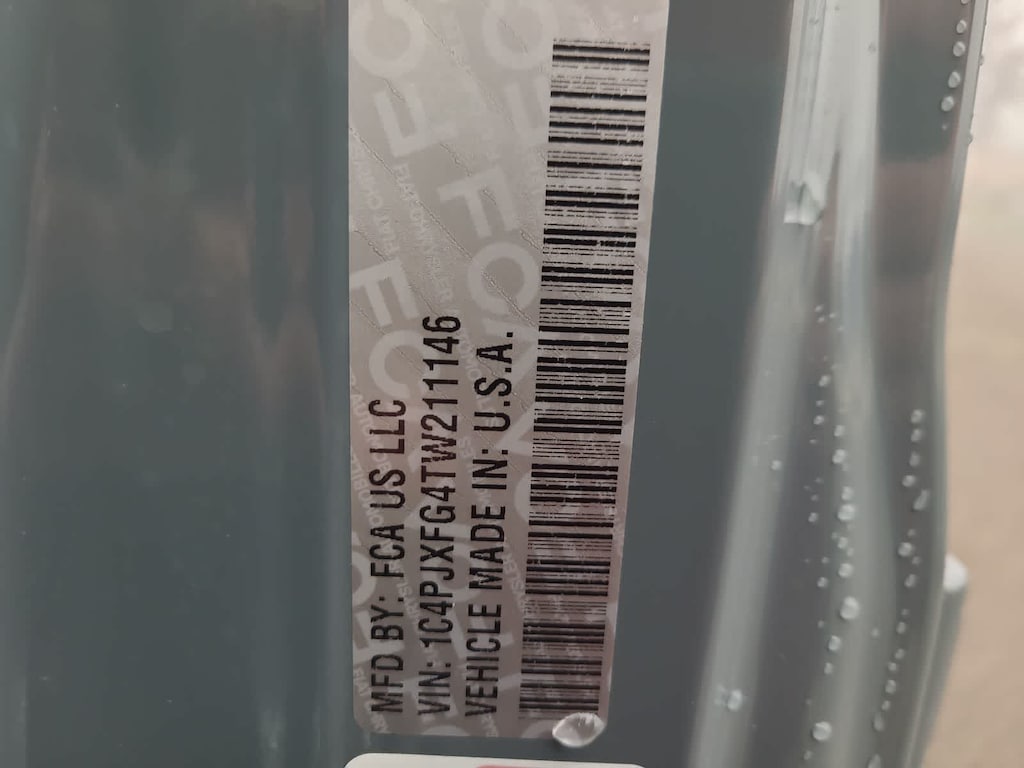 MFD BY: FCA US LLC
VIN: 1C4PJXFG4TW211146
VEHICLE MADE IN: U.S.A.